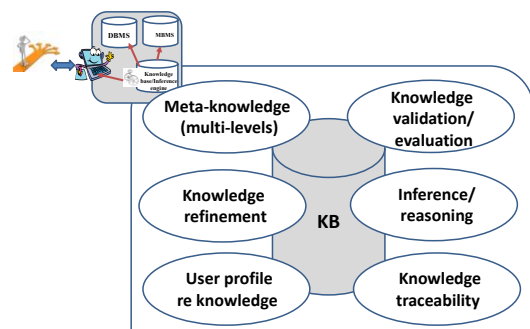 DBMS
MBMS
Knowledge
base/Inference
engine
Meta-knowledge
(multi-levels)
Knowledge
validation/
evaluation
Knowledge
refinement
KB
Inference/
reasoning
User profile
re knowledge
Knowledge
traceability